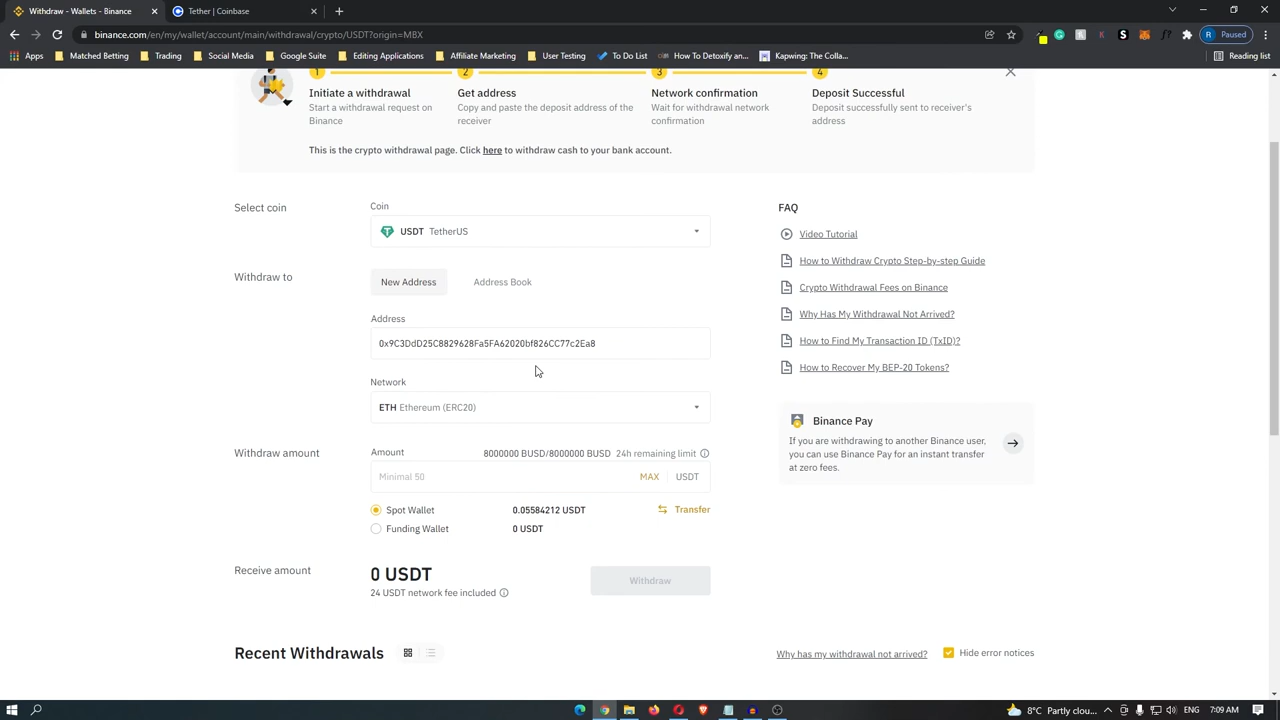 Withdrawal - Wallets - Binance
Tether | Coinbase
binance.com/en/my/wallet/account/main/withdrawal/crypto/USDT?origin=MBX
R Paused
Apps
Matched Betting
Trading
Social Media
Google Suite
Editing Applications
Affiliate Marketing
User Testing
To Do List
How To Detoxify an...
Kapwing: The Colla...
Reading list
1
2
3
4
Initiate a withdrawal
Get address
Network confirmation
Deposit Successful
Start a withdrawal request on
Binance
Copy and paste the deposit address of the
receiver
Wait for withdrawal network
confirmation
Deposit successfully sent to receiver's
address
This is the crypto withdrawal page. Click here to withdraw cash to your bank account.
Select coin
Coin
USDT TetherUS
Withdraw to
New Address
Address Book
Address
0x9C3DdD25C8829628Fa5FA62020bf826CC77c2Ea8
Network
ETH Ethereum (ERC20)
Withdraw amount
Amount
8000000 BUSD/8000000 BUSD 24h remaining limit
Minimal 50
MAX
USDT
Spot Wallet
0.05584212 USDT
Transfer
Funding Wallet
0 USDT
Receive amount
0 USDT
24 USDT network fee included
Withdraw
FAQ
Video Tutorial
How to Withdraw Crypto Step-by-step Guide
Crypto Withdrawal Fees on Binance
Why Has My Withdrawal Not Arrived?
How to Find My Transaction ID (TxID)?
How to Recover My BEP-20 Tokens?
Binance Pay
If you are withdrawing to another Binance user,
you can use Binance Pay for an instant transfer
at zero fees.
Recent Withdrawals
Why has my withdrawal not arrived?
Hide error notices
8°C Partly cloudy...
7:09 AM